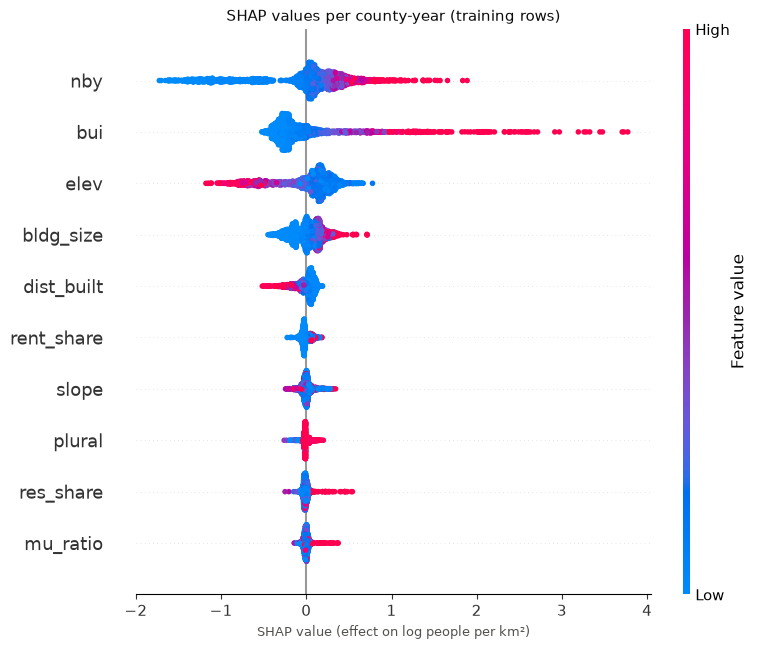 SHAP values per county-year (training rows)
High
nby
bui
elev
bldg_size
dist_built
rent_share
slope
plural
res_share
mu_ratio
Feature value
Low
−2 −1 0 1 2 3 4
SHAP value (effect on log people per km²)